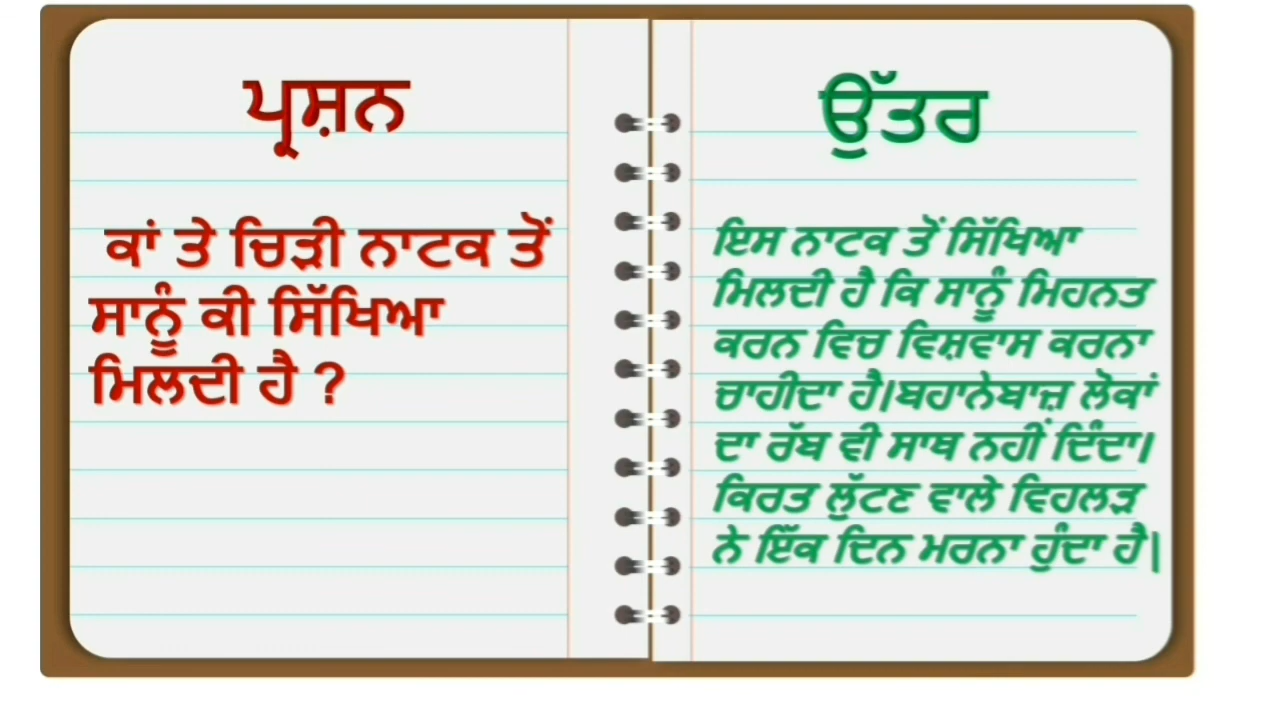 ਪ੍ਰਸ਼ਨ
ਕਾਂ ਤੇ ਚਿੜੀ ਨਾਟਕ ਤੋਂ
ਸਾਨੂੰ ਕੀ ਸਿੱਖਿਆ
ਮਿਲਦੀ ਹੈ ?
ਉੱਤਰ
ਇਸ ਨਾਟਕ ਤੋਂ ਸਿੱਖਿਆ
ਮਿਲਦੀ ਹੈ ਕਿ ਸਾਨੂੰ ਮਿਹਨਤ
ਕਰਨ ਵਿਚ ਵਿਸ਼ਵਾਸ ਕਰਨਾ
ਚਾਹੀਦਾ ਹੈ।ਬਹਾਨੇਬਾਜ਼ ਲੋਕਾਂ
ਦਾ ਰੱਬ ਵੀ ਸਾਥ ਨਹੀਂ ਦਿੰਦਾ।
ਕਿਰਤ ਲੁੱਟਣ ਵਾਲੇ ਵਿਹਲੜ
ਨੇ ਇੱਕ ਦਿਨ ਮਰਨਾ ਹੁੰਦਾ ਹੈ|